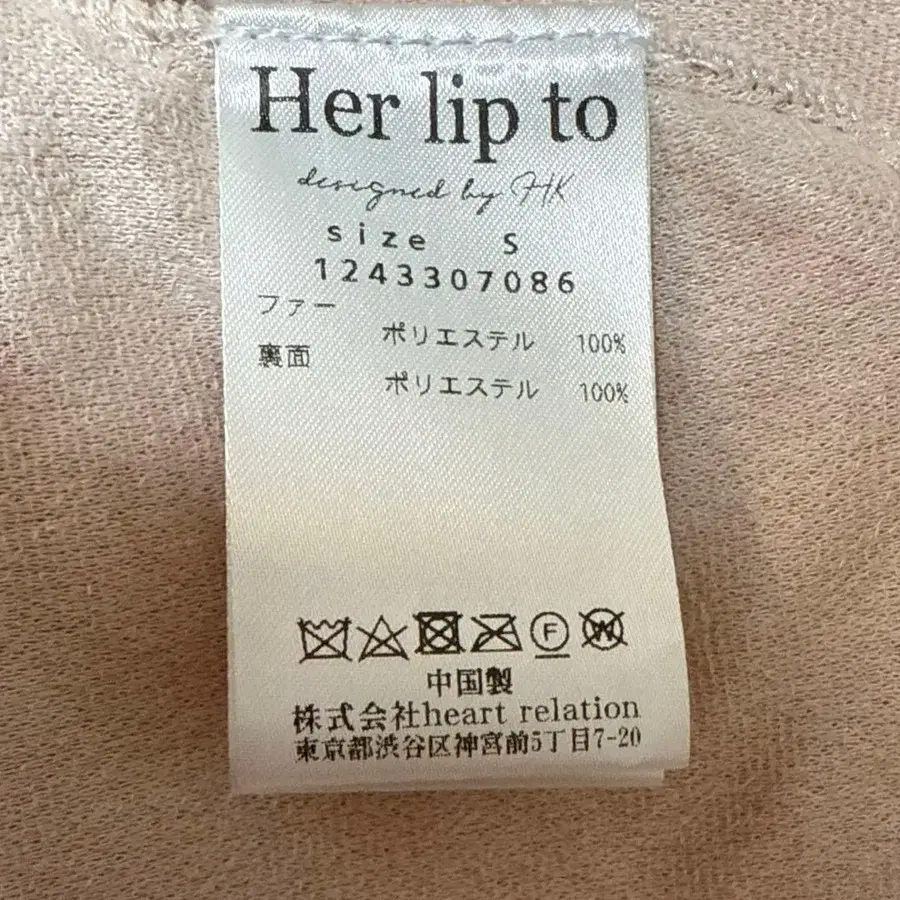 Her lip to
designed by HK
size S
1243307086
ファー
ポリエステル 100%
裏面
ポリエステル 100%
F
W
中国製
株式会社heart relation
東京都渋谷区神宮前5丁目7-20